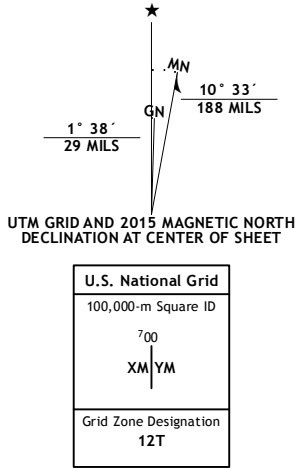 ★
MN
GN
10° 33´
188 MILS
1° 38´
29 MILS
UTM GRID AND 2015 MAGNETIC NORTH
DECLINATION AT CENTER OF SHEET
U.S. National Grid
100,000-m Square ID
⁷00
XM YM
Grid Zone Designation
12T